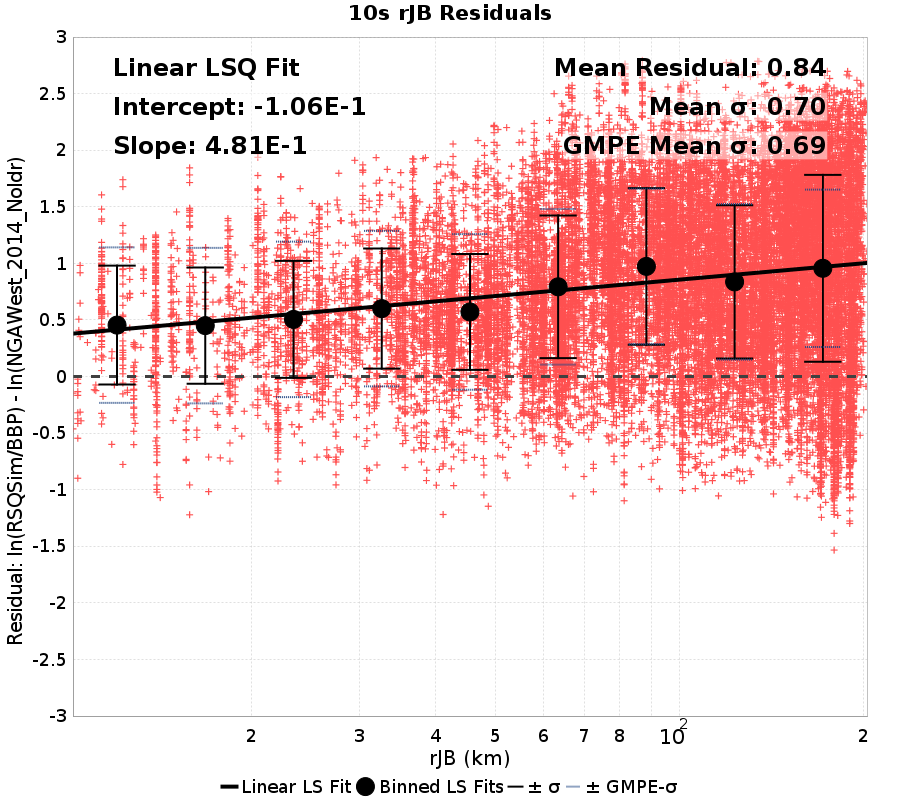 10s rJB Residuals
Linear LSQ Fit
Intercept: -1.06E-1
Slope: 4.81E-1
Mean Residual: 0.84
Mean σ: 0.70
GMPE Mean σ: 0.69
Residual: ln(RSQSim/BBP) - ln(NGAWest_2014_NoIdr)
3
2.5
2
1.5
1
0.5
0
-0.5
-1
-1.5
-2
-2.5
-3
2 3 4 5 6 7 8 10² 2
rJB (km)
Linear LS Fit Binned LS Fits ± σ ± GMPE-σ